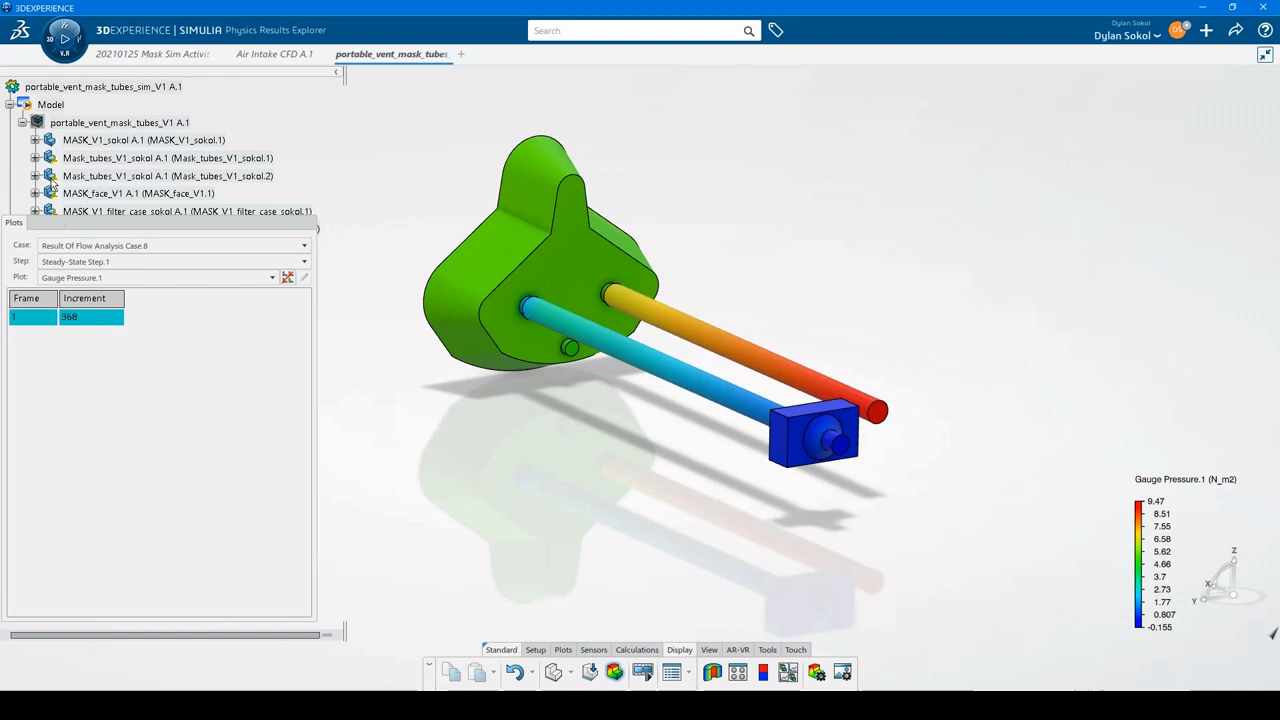 3DEXPERIENCE
3DEXPERIENCE | SIMULIA Physics Results Explorer
3D
V.R
Search
Dylan Sokol
Dylan Sokol
DS
20210125 Mask Sim Activit
Air Intake CFD A.1
portable_vent_mask_tubes_
portable_vent_mask_tubes_sim_V1 A.1
Model
portable_vent_mask_tubes_V1 A.1
MASK_V1_sokol A.1 (MASK_V1_sokol.1)
Mask_tubes_V1_sokol A.1 (Mask_tubes_V1_sokol.1)
Mask_tubes_V1_sokol A.1 (Mask_tubes_V1_sokol.2)
MASK_face_V1 A.1 (MASK_face_V1.1)
MASK_V1_filter_case_sokol A.1 (MASK_V1_filter_case_sokol.1)
Plots
Case: Result Of Flow Analysis Case.8
Step: Steady-State Step.1
Plot: Gauge Pressure.1
Frame Increment
1 368
Gauge Pressure.1 (N_m2)
9.47
8.51
7.55
6.58
5.62
4.66
3.7
2.73
1.77
0.807
-0.155
Z
X
Y
Standard Setup Plots Sensors Calculations Display View AR-VR Tools Touch